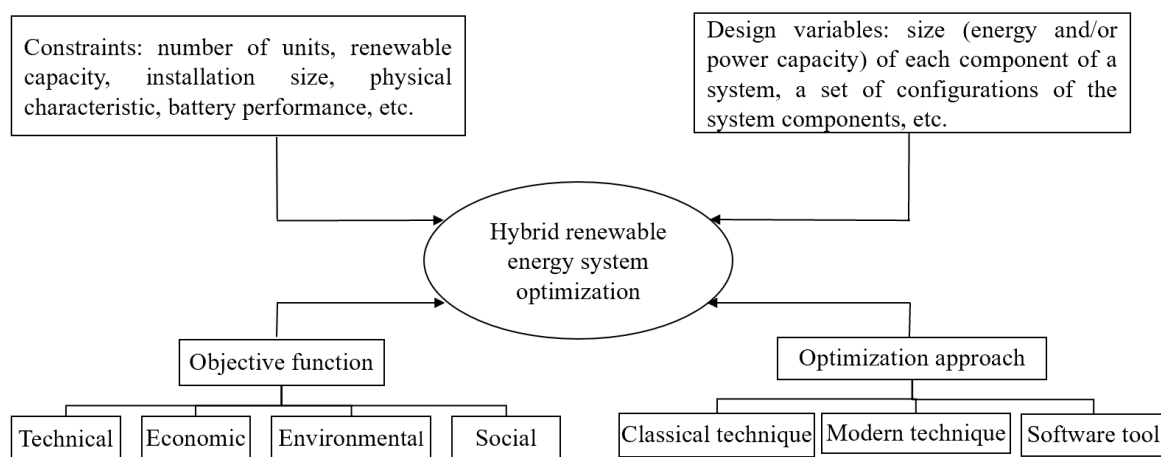 Constraints: number of units, renewable
capacity, installation size, physical
characteristic, battery performance, etc.
Design variables: size (energy and/or
power capacity) of each component of a
system, a set of configurations of the
system components, etc.
Hybrid renewable
energy system
optimization
Objective function
Optimization approach
Technical
Economic
Environmental
Social
Classical technique
Modern technique
Software tool